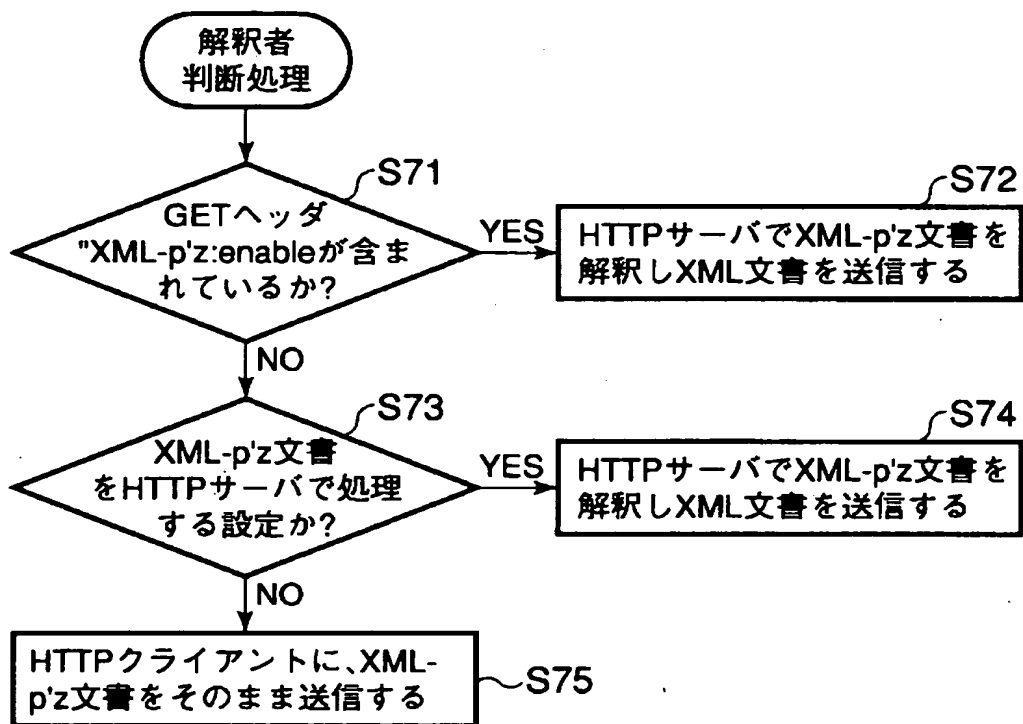 解釈者
判断処理
S71
GETヘッダ
"XML-p'z:enableが含ま
れているか?
YES
S72
HTTPサーバでXML-p'z文書を
解釈しXML文書を送信する
NO
S73
XML-p'z文書
をHTTPサーバで処理
する設定か?
YES
S74
HTTPサーバでXML-p'z文書を
解釈しXML文書を送信する
NO
HTTPクライアントに、XML-
p'z文書をそのまま送信する
S75